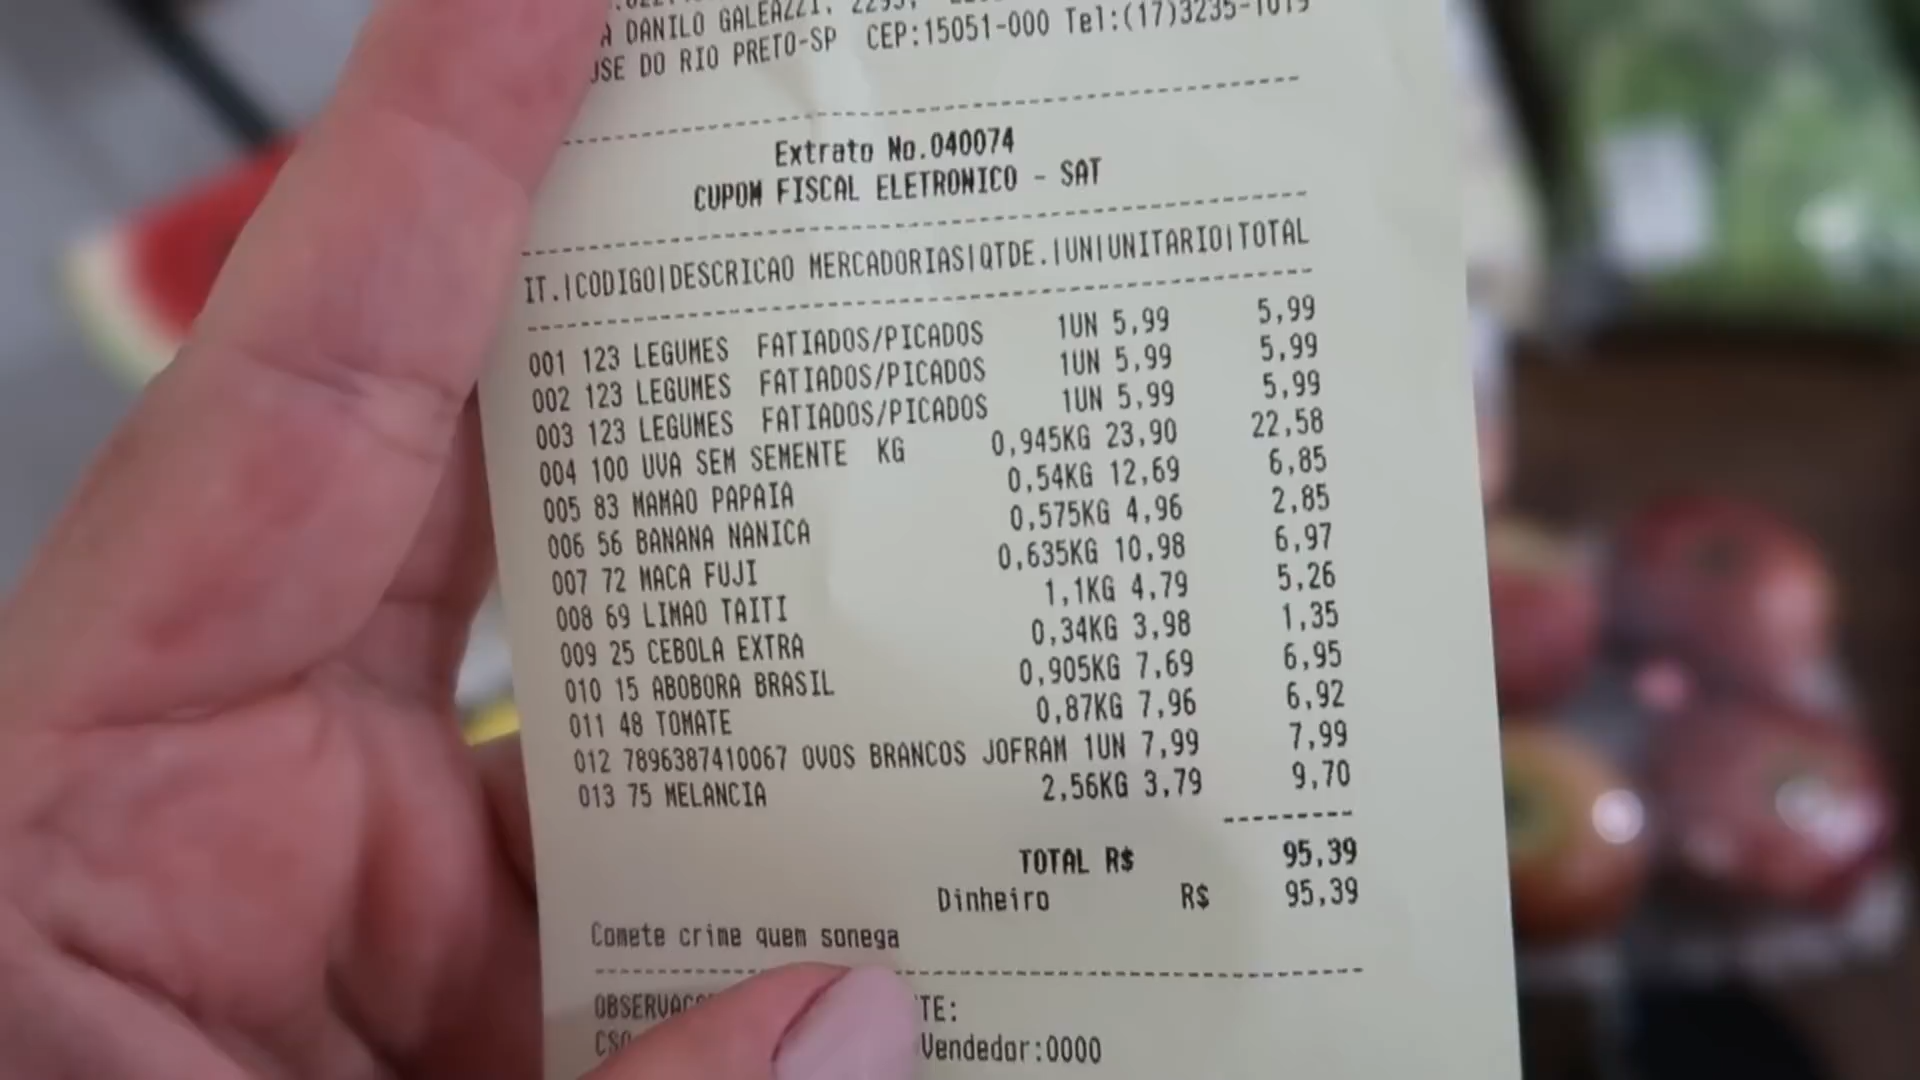 DANILO GALEAZZI, 2295,
DO RIO PRETO-SP CEP:15051-000 Tel:(17)3235-1019
Extrato No.040074
CUPOM FISCAL ELETRONICO - SAT
IT.|CODIGO|DESCRICAO MERCADORIAS|QTDE.|UN|UNITARIO|TOTAL
001 123 LEGUMES FATIADOS/PICADOS 1UN 5,99 5,99
002 123 LEGUMES FATIADOS/PICADOS 1UN 5,99 5,99
003 123 LEGUMES FATIADOS/PICADOS 1UN 5,99 5,99
004 100 UVA SEM SEMENTE KG 0,945KG 23,90 22,58
005 83 MAMAO PAPAIA 0,54KG 12,69 6,85
006 56 BANANA NANICA 0,575KG 4,96 2,85
007 72 MACA FUJI 0,635KG 10,98 6,97
008 69 LIMAO TAITI 1,1KG 4,79 5,26
009 25 CEBOLA EXTRA 0,34KG 3,98 1,35
010 15 ABOBORA BRASIL 0,905KG 7,69 6,95
011 48 TOMATE 0,87KG 7,96 6,92
012 7896387410067 OVOS BRANCOS JOFRAM 1UN 7,99 7,99
013 75 MELANCIA 2,56KG 3,79 9,70
TOTAL R$ 95,39
Dinheiro R$ 95,39
Comete crime quem sonega
TE:
Vendedor:0000